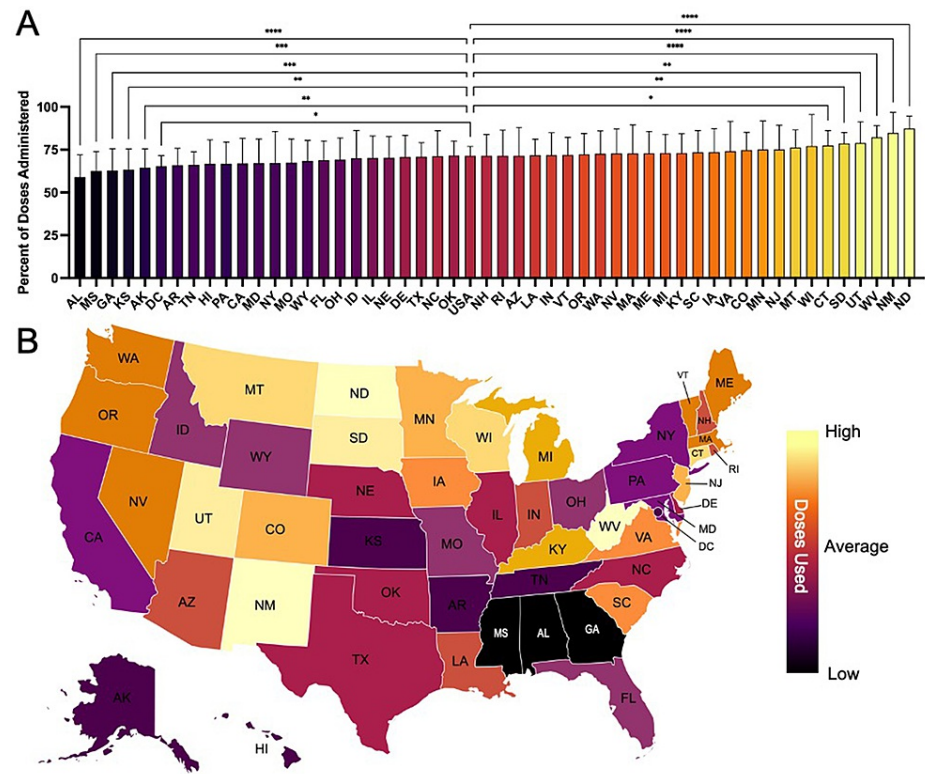 A
****
****
***
****
***
****
**
**
**
**
*
*
Percent of Doses Administered
100
75
50
25
0
AL MS GA KS AK DC AR TN HI PA CA MD NY MO WY FL OH ID IL NE DE TX NC OK USA NH RI AZ LA IN VT OR WA NV MA ME MI KY SC IA VA CO MN NJ MT WI CT SD UT WV NM ND
B
WA
MT
ND
MN
VT
ME
OR
ID
SD
WI
MI
NY
NH
MA
CT
RI
WY
IA
PA
NJ
NV
NE
IL
IN
OH
DE
CA
UT
CO
KS
MO
WV
VA
MD
DC
KY
AZ
NM
OK
TN
NC
AR
SC
TX
MS
AL
GA
LA
AK
HI
FL
High
Average
Low
Doses Used